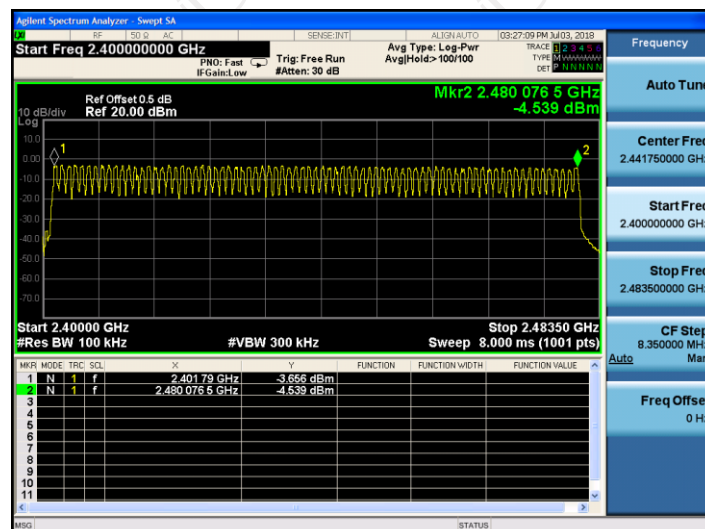 Agilent Spectrum Analyzer - Swept SA
RF 50 Ω AC SENSE:INT ALIGNAUTO 03:27:09 PM Jul 03, 2018
Start Freq 2.400000000 GHz
PNO: Fast
IFGain:Low
Trig: Free Run
#Atten: 30 dB
Avg Type: Log-Pwr
Avg|Hold:>100/100
TRACE 1 2 3 4 5 6
TYPE M
DET P N N N N N
Mkr2 2.480 076 5 GHz
-4.539 dBm
Ref Offset 0.5 dB
10 dB/div Ref 20.00 dBm
Log
10.0
0.00
-10.0
-20.0
-30.0
-40.0
-50.0
-60.0
-70.0
1
2
Start 2.40000 GHz Stop 2.48350 GHz
#Res BW 100 kHz #VBW 300 kHz Sweep 8.000 ms (1001 pts)
MKR MODE TRC SCL X Y FUNCTION FUNCTION WIDTH FUNCTION VALUE
1 N 1 f 2.401 79 GHz -3.656 dBm
2 N 1 f 2.480 076 5 GHz -4.539 dBm
3
4
5
6
7
8
9
10
11
MSG STATUS
Frequency
Auto Tune
Center Freq
2.441750000 GHz
Start Freq
2.400000000 GHz
Stop Freq
2.483500000 GHz
CF Step
8.350000 MHz
Auto Man
Freq Offset
0 Hz